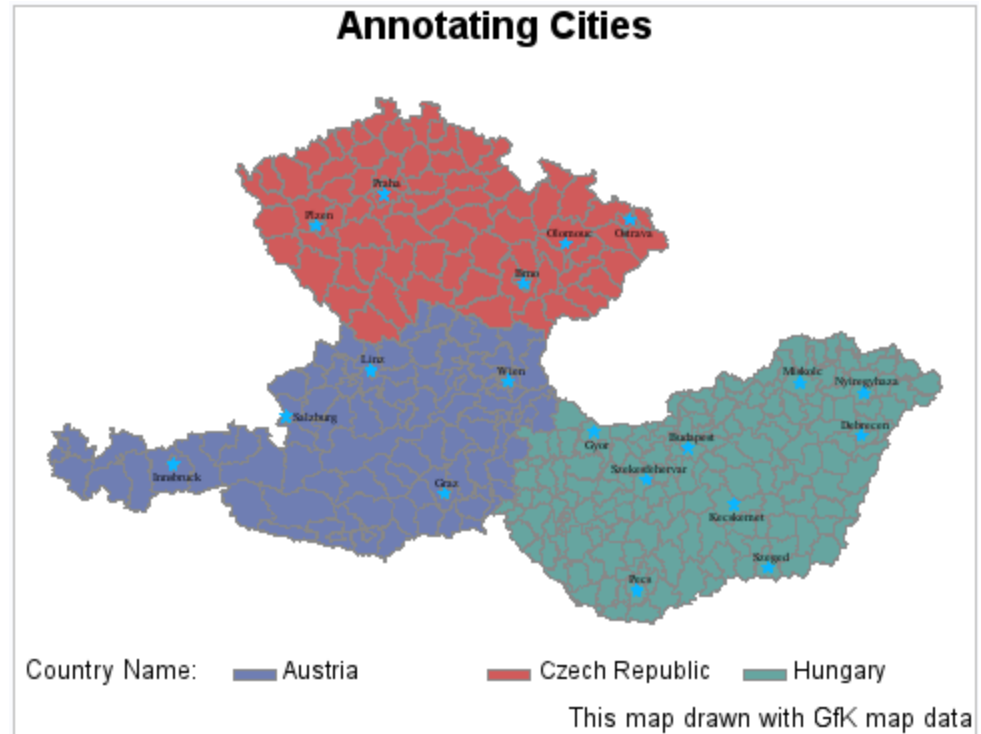 Annotating Cities
Praha
Plzen
Olomouc
Ostrava
Brno
Linz
Wien
Salzburg
Innsbruck
Graz
Miskolc
Nyiregyhaza
Debrecen
Gyor
Budapest
Szekesfehervar
Kecskemet
Szeged
Pecs
Country Name: Austria Czech Republic Hungary
This map drawn with GfK map data